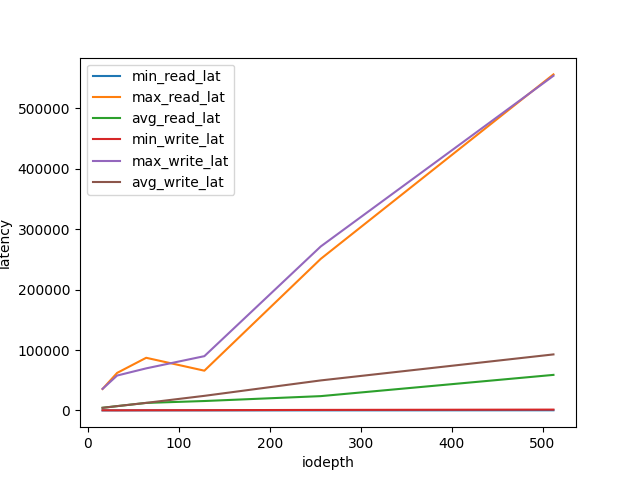 min_read_lat
max_read_lat
avg_read_lat
min_write_lat
max_write_lat
avg_write_lat
500000
400000
300000
200000
100000
0
latency
0 100 200 300 400 500
iodepth